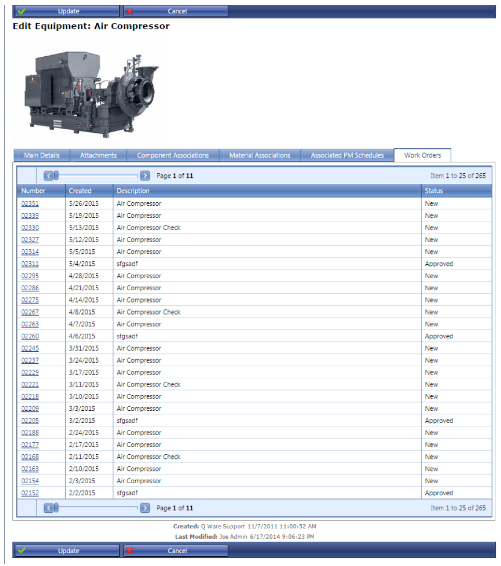 Update Cancel
Edit Equipment: Air Compressor
Main Details Attachments Component Associations Material Associations Associated PM Schedules Work Orders
Page 1 of 11 Item 1 to 25 of 265
Number Created Description Status
02351 5/26/2015 Air Compressor New
02339 5/19/2015 Air Compressor New
02330 5/13/2015 Air Compressor Check New
02327 5/12/2015 Air Compressor New
02314 5/5/2015 Air Compressor New
02311 5/4/2015 sfgsadf Approved
02295 4/28/2015 Air Compressor New
02286 4/21/2015 Air Compressor New
02275 4/14/2015 Air Compressor New
02267 4/8/2015 Air Compressor Check New
02263 4/7/2015 Air Compressor New
02260 4/6/2015 sfgsadf Approved
02245 3/31/2015 Air Compressor New
02237 3/24/2015 Air Compressor New
02229 3/17/2015 Air Compressor New
02221 3/11/2015 Air Compressor Check New
02218 3/10/2015 Air Compressor New
02209 3/3/2015 Air Compressor New
02205 3/2/2015 sfgsadf Approved
02188 2/24/2015 Air Compressor New
02177 2/17/2015 Air Compressor New
02168 2/11/2015 Air Compressor Check New
02163 2/10/2015 Air Compressor New
02154 2/3/2015 Air Compressor New
02152 2/2/2015 sfgsadf Approved
Page 1 of 11 Item 1 to 25 of 265
Created: Q Ware Support 11/7/2011 11:00:32 AM
Last Modified: Joe Admin 6/17/2014 9:06:23 PM
Update Cancel